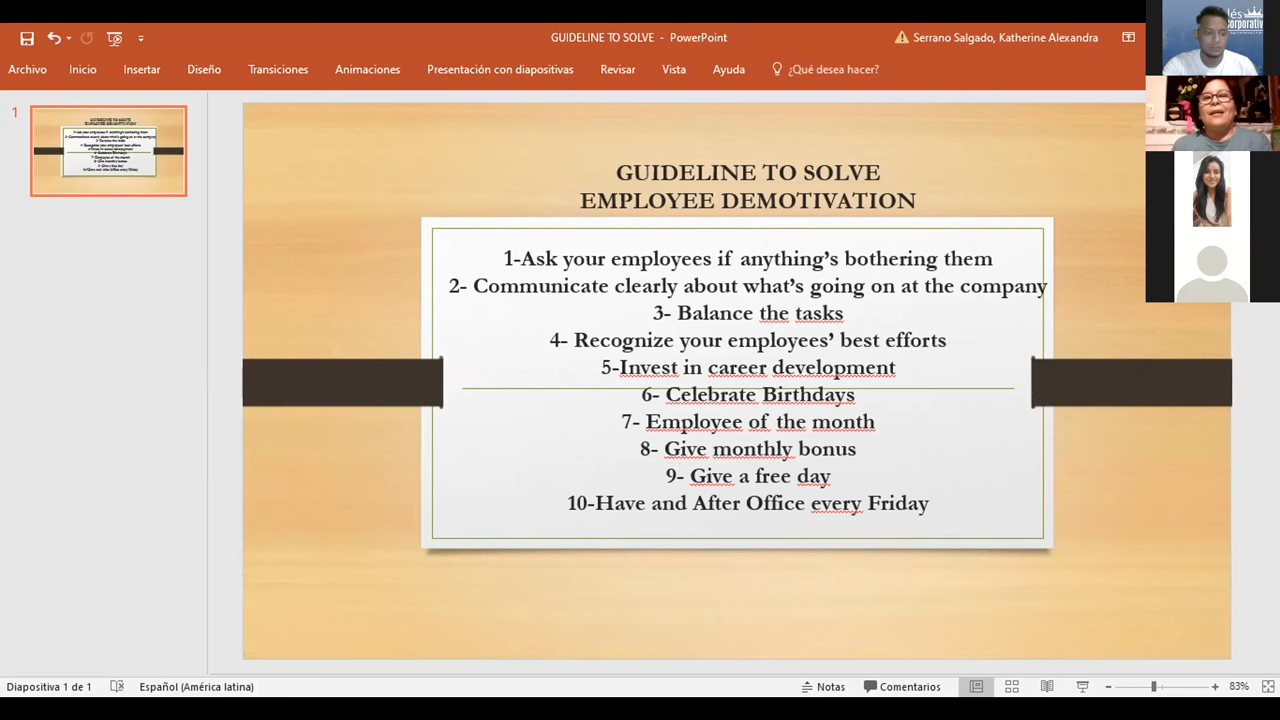 GUIDELINE TO SOLVE - PowerPoint
Serrano Salgado, Katherine Alexandra
Archivo Inicio Insertar Diseño Transiciones Animaciones Presentación con diapositivas Revisar Vista Ayuda ¿Qué desea hacer?
1
GUIDELINE TO SOLVE
EMPLOYEE DEMOTIVATION
1-Ask your employees if anything's bothering them
2- Communicate clearly about what's going on at the company
3- Balance the tasks
4- Recognize your employees' best efforts
5-Invest in career development
6- Celebrate Birthdays
7- Employee of the month
8- Give monthly bonus
9- Give a free day
10-Have and After Office every Friday
Diapositiva 1 de 1 Español (América latina) Notas Comentarios 83%